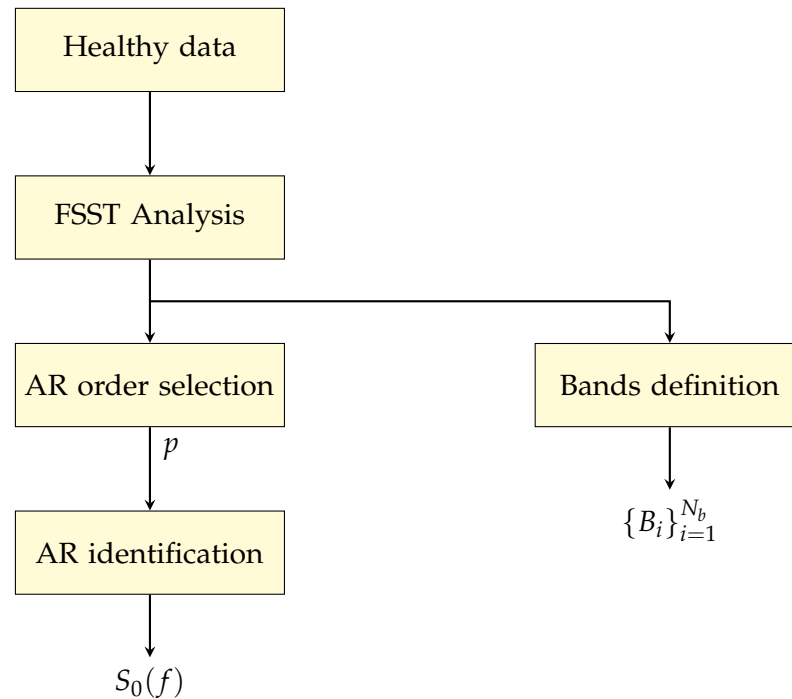 Healthy data
FSST Analysis
AR order selection
Bands definition
p
AR identification
{B_i}_{i=1}^{N_b}
S_0(f)